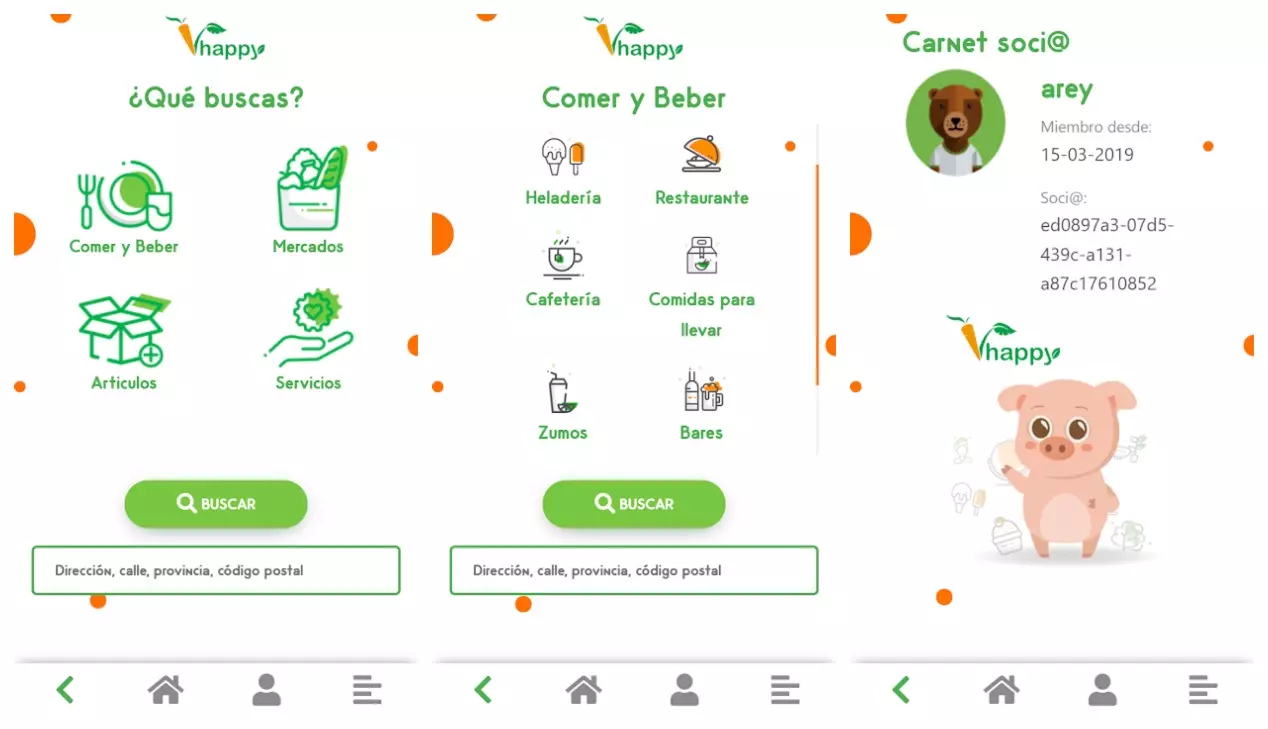 Vhappy
¿Qué buscas?
Comer y Beber
Mercados
Articulos
Servicios
BUSCAR
Dirección, calle, provincia, código postal
Vhappy
Comer y Beber
Heladería
Restaurante
Cafetería
Comidas para
llevar
Zumos
Bares
BUSCAR
Dirección, calle, provincia, código postal
Carnet soci@
arey
Miembro desde:
15-03-2019
Soci@:
ed0897a3-07d5-
439c-a131-
a87c17610852
Vhappy